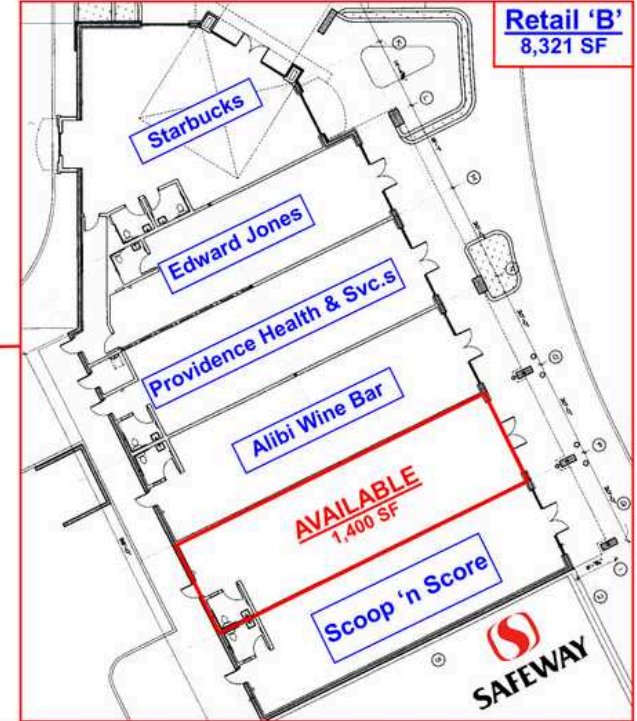 Retail ‘B’
8,321 SF
Starbucks
Edward Jones
Providence Health & Svc.s
Alibi Wine Bar
AVAILABLE
1,400 SF
Scoop ‘n Score
SAFEWAY